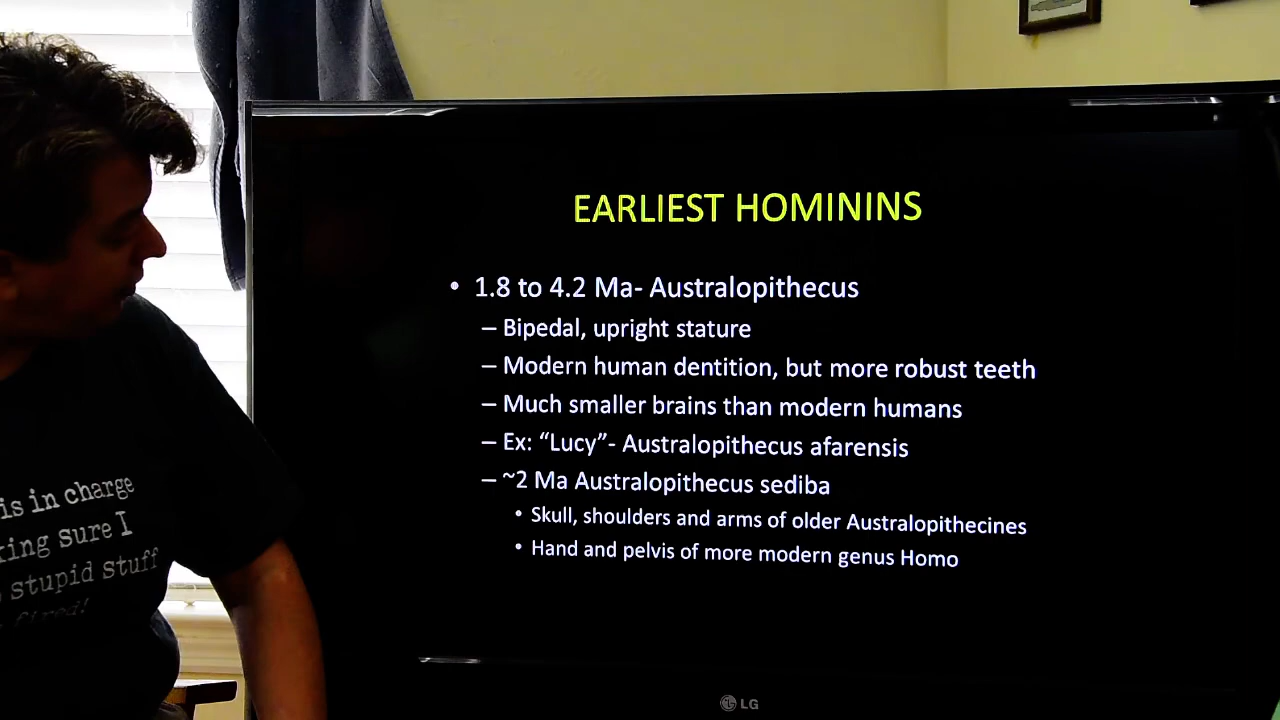 EARLIEST HOMININS
• 1.8 to 4.2 Ma- Australopithecus
– Bipedal, upright stature
– Modern human dentition, but more robust teeth
– Much smaller brains than modern humans
– Ex: “Lucy”- Australopithecus afarensis
– ~2 Ma Australopithecus sediba
• Skull, shoulders and arms of older Australopithecines
• Hand and pelvis of more modern genus Homo
is in charge
king sure I
stupid stuff
fired!
LG